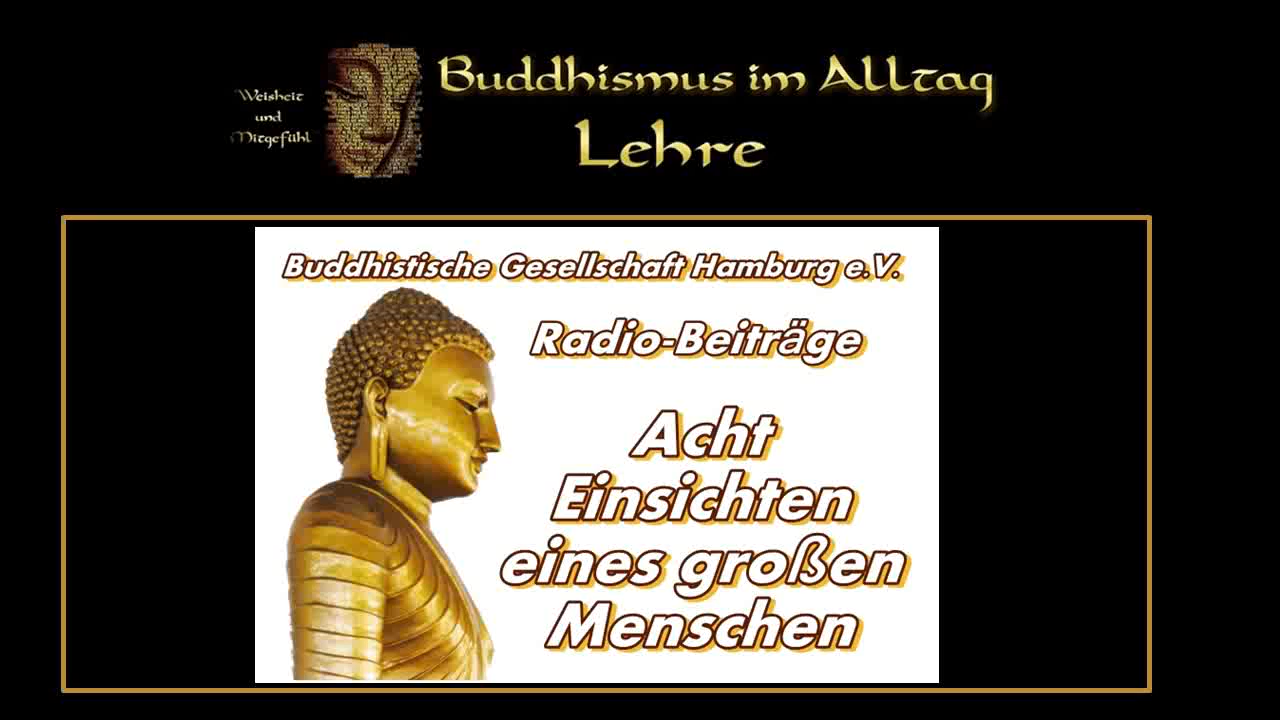 Weisheit
und
Mitgefühl
Buddhismus im Alltag
Lehre
Buddhistische Gesellschaft Hamburg e.V.
Radio-Beiträge
Acht
Einsichten
eines großen
Menschen